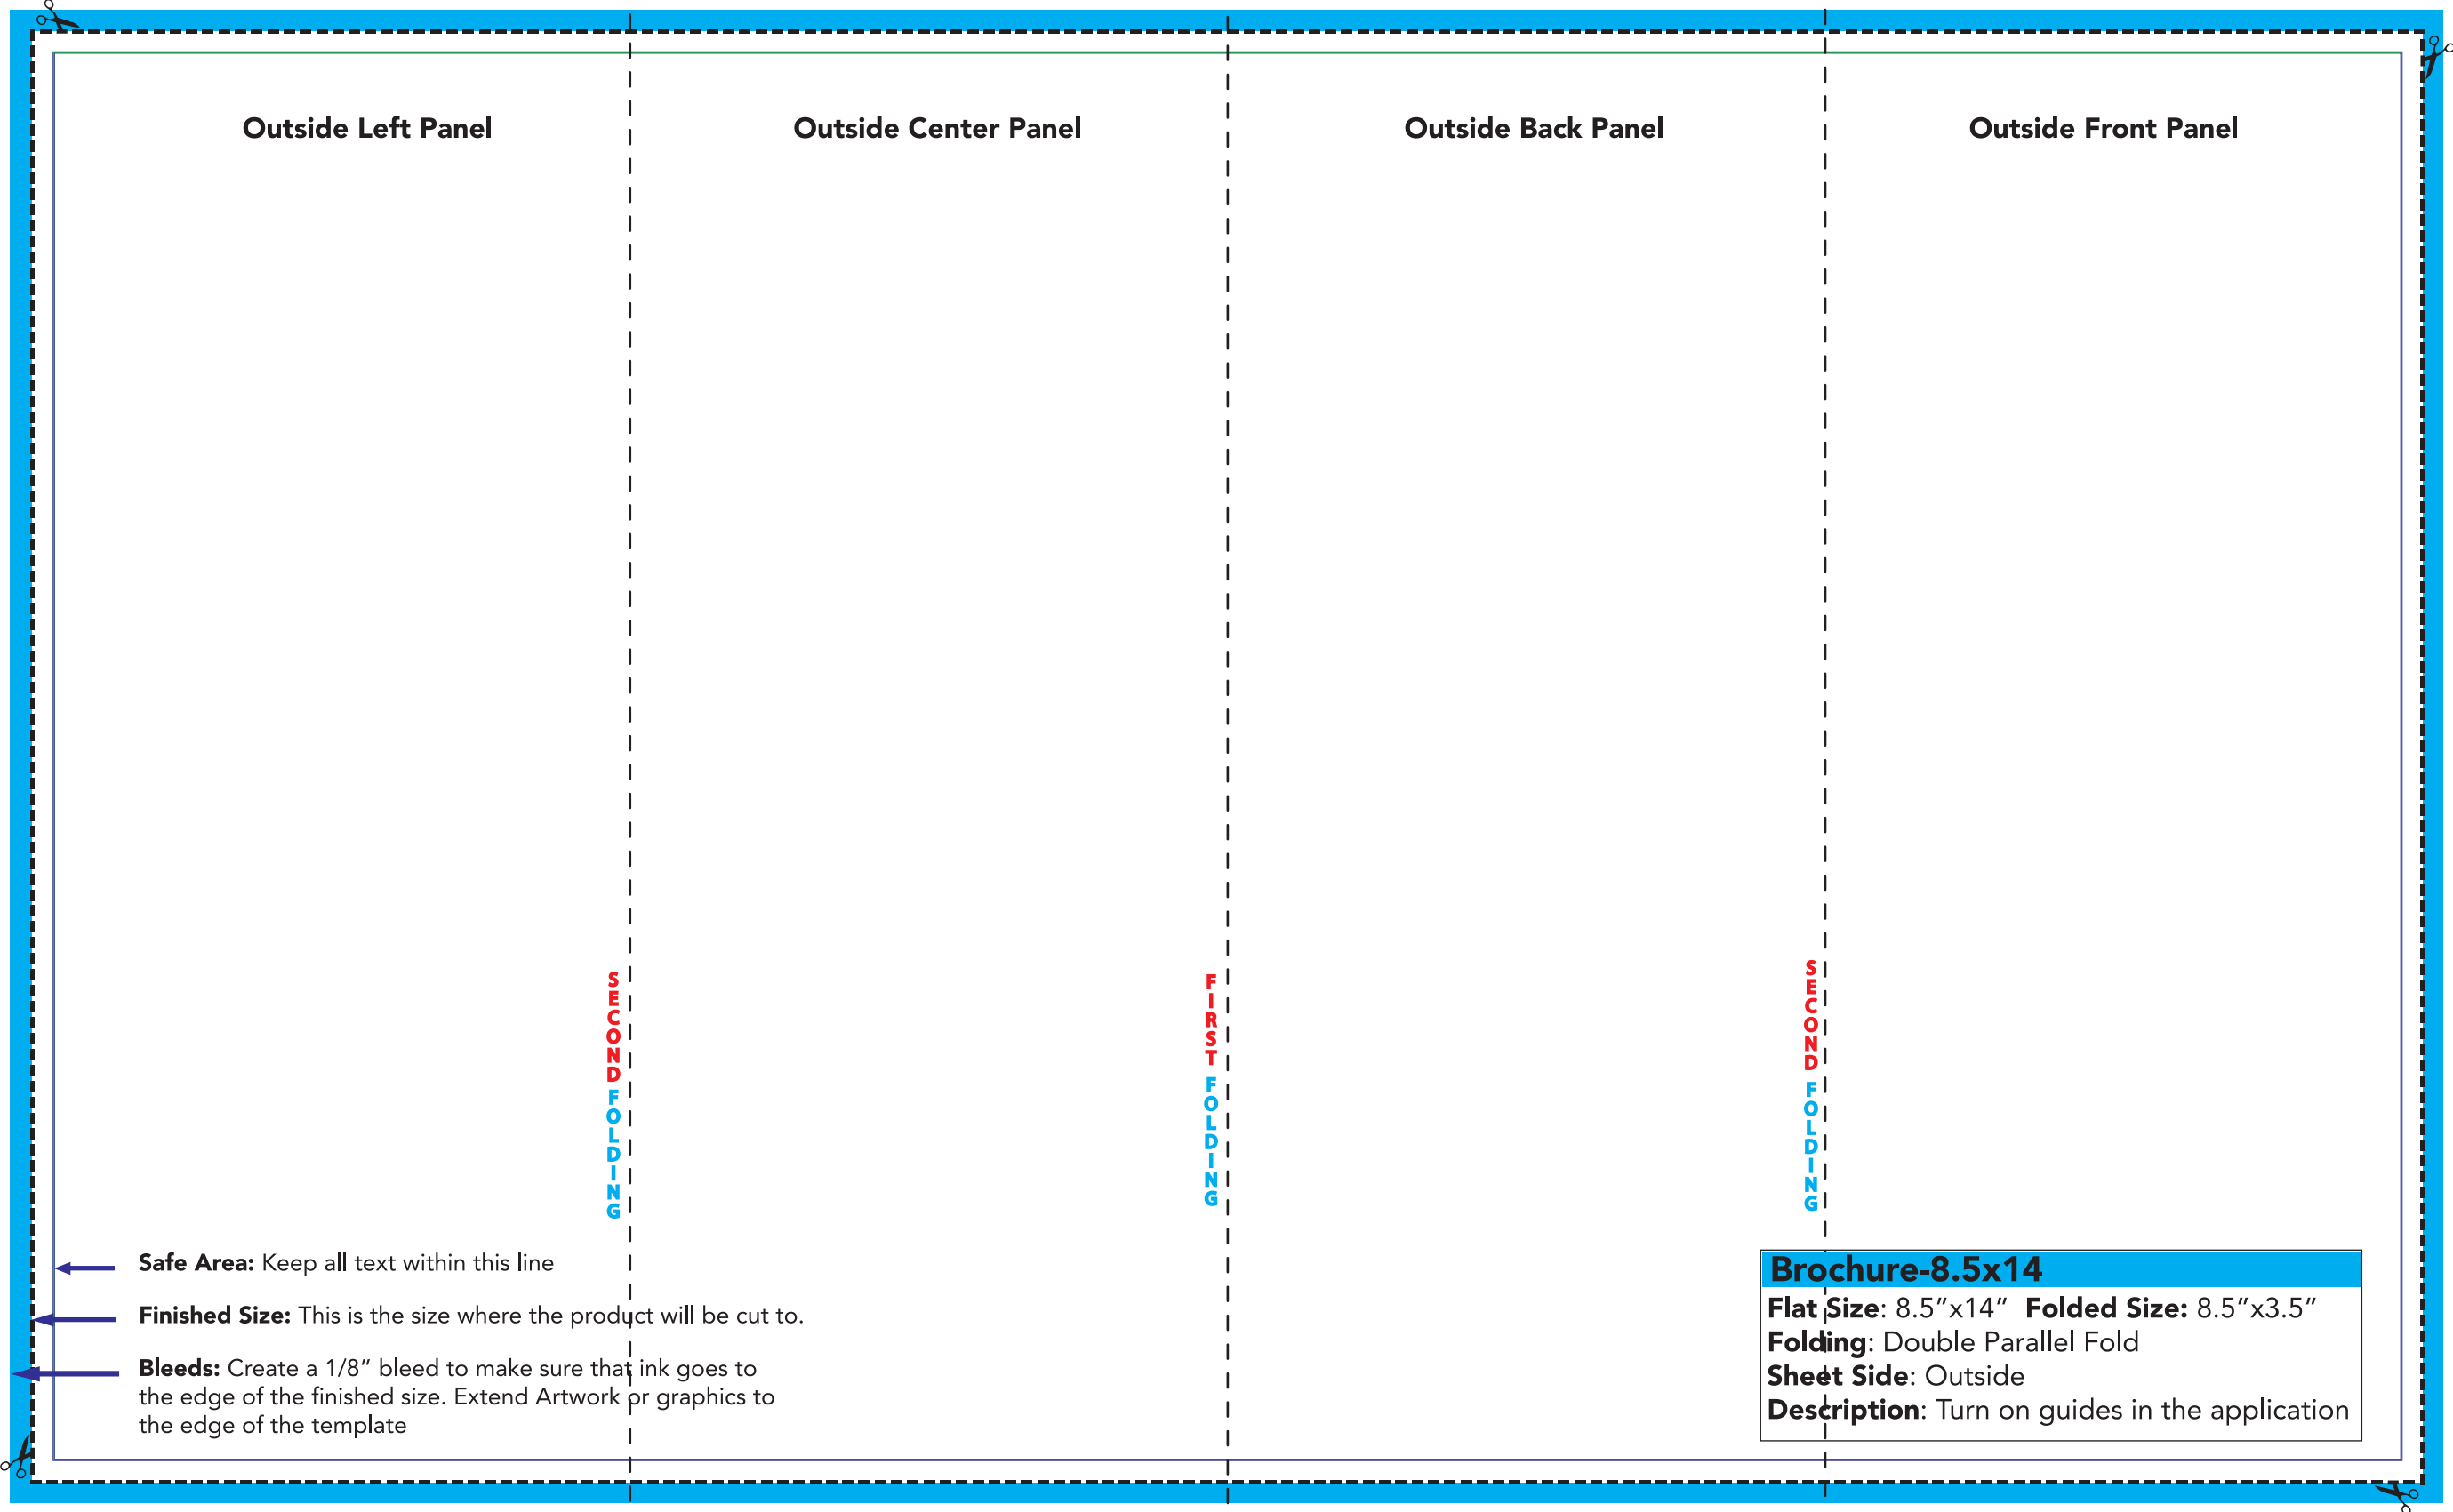 Outside Left Panel
Outside Center Panel
Outside Back Panel
Outside Front Panel
SECOND FOLDING
FIRST FOLDING
SECOND FOLDING
Safe Area: Keep all text within this line
Finished Size: This is the size where the product will be cut to.
Bleeds: Create a 1/8” bleed to make sure that ink goes to
the edge of the finished size. Extend Artwork or graphics to
the edge of the template
Brochure-8.5x14
Flat Size: 8.5”x14” Folded Size: 8.5”x3.5”
Folding: Double Parallel Fold
Sheet Side: Outside
Description: Turn on guides in the application